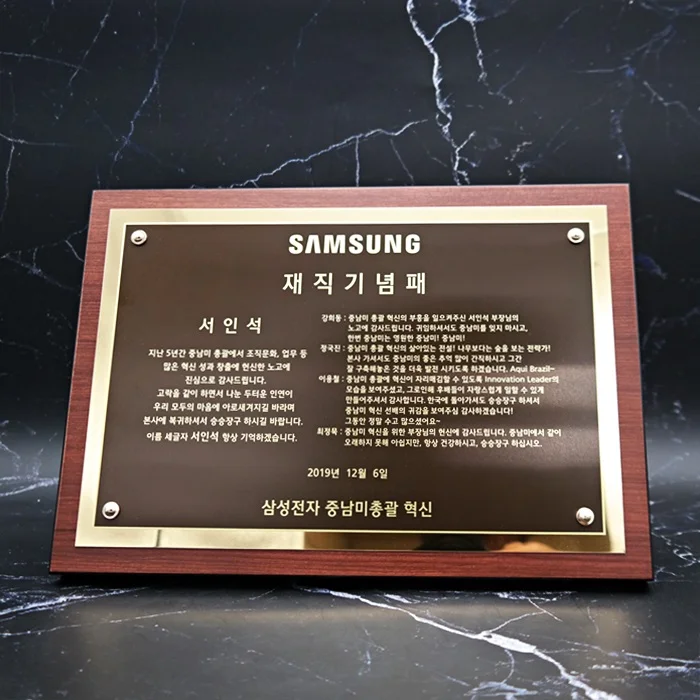 SAMSUNG
재직기념패
서인석
지난 5년간 중남미 총괄에서 조직문화, 업무 등
많은 혁신 성과 창출에 헌신한 노고에
진심으로 감사드립니다.
고락을 같이 하면서 나눈 두터운 인연이
우리 모두의 마음에 아로새겨지길 바라며
본사에 복귀하셔서 승승장구 하시길 바랍니다.
이름 세글자 서인석 항상 기억하겠습니다.
강희동 : 중남미 총괄 혁신의 부흥을 일으켜주신 서인석 부장님의
노고에 감사드립니다. 귀임하셔서도 중남미를 잊지 마시고,
한번 중남미는 영원한 중남미! 중남미!
정국진 : 중남미 총괄 혁신의 살아있는 전설! 나무보다는 숲을 보는 전략가!
본사 가셔서도 중남미의 좋은 추억 많이 간직하시고 그간
잘 구축해놓은 것을 더욱 발전 시키도록 하겠습니다. Aqui Brazil~
이용철 : 중남미 총괄에 혁신이 자리매김할 수 있도록 Innovation Leader의
모습을 보여주셨고, 그로인해 후배들이 자랑스럽게 일할 수 있게
만들어주셔서 감사합니다. 한국에 돌아가셔도 승승장구 하셔서
중남미 혁신 선배의 귀감을 보여주심 감사하겠습니다!
그동안 정말 수고 많으셨어요~
최정묵 : 중남미 혁신을 위한 부장님의 헌신에 감사드립니다. 중남미에서 같이
오래하지 못해 아쉽지만, 항상 건강하시고, 승승장구 하십시오.
2019년 12월 6일
삼성전자 중남미총괄 혁신